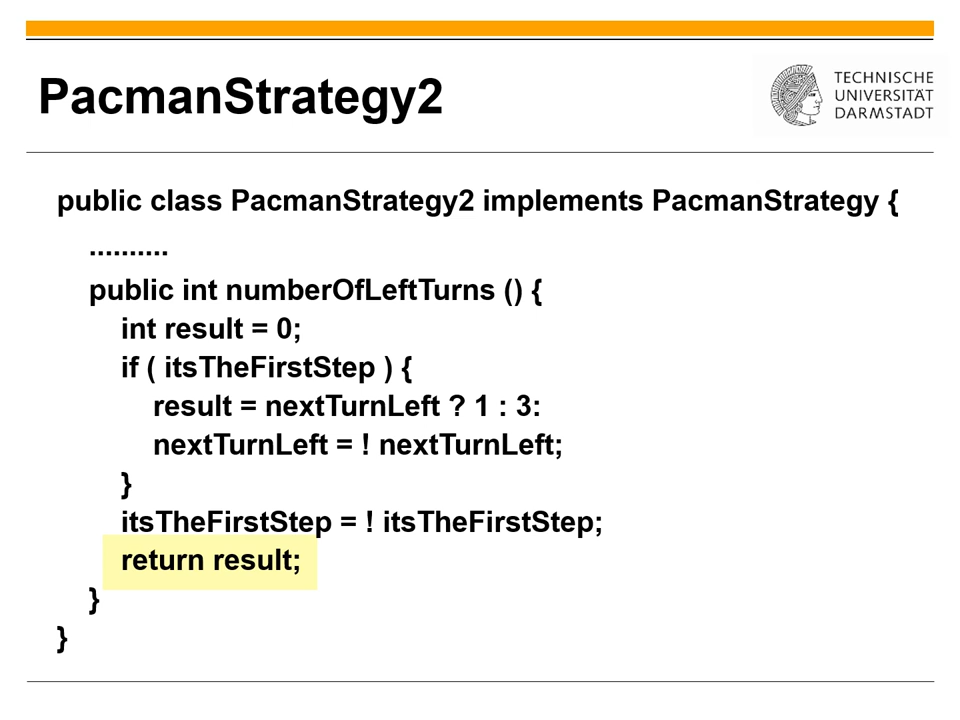 PacmanStrategy2
TECHNISCHE
UNIVERSITÄT
DARMSTADT
public class PacmanStrategy2 implements PacmanStrategy {
..........
public int numberOfLeftTurns () {
int result = 0;
if ( itsTheFirstStep ) {
result = nextTurnLeft ? 1 : 3:
nextTurnLeft = ! nextTurnLeft;
}
itsTheFirstStep = ! itsTheFirstStep;
return result;
}
}